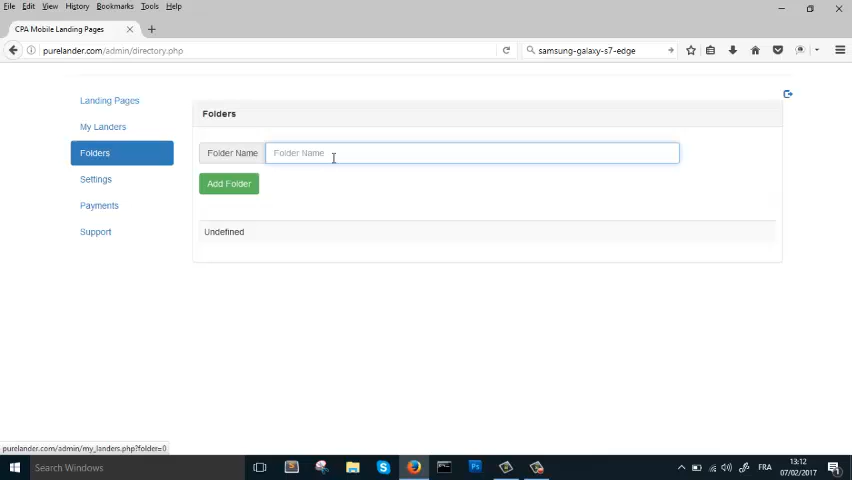 File Edit View History Bookmarks Tools Help
CPA Mobile Landing Pages
purelander.com/admin/directory.php
samsung-galaxy-s7-edge
Landing Pages
My Landers
Folders
Settings
Payments
Support
Folders
Folder Name
Folder Name
Add Folder
Undefined
purelander.com/admin/my_landers.php?folder=0
Search Windows
FRA
13:12
07/02/2017